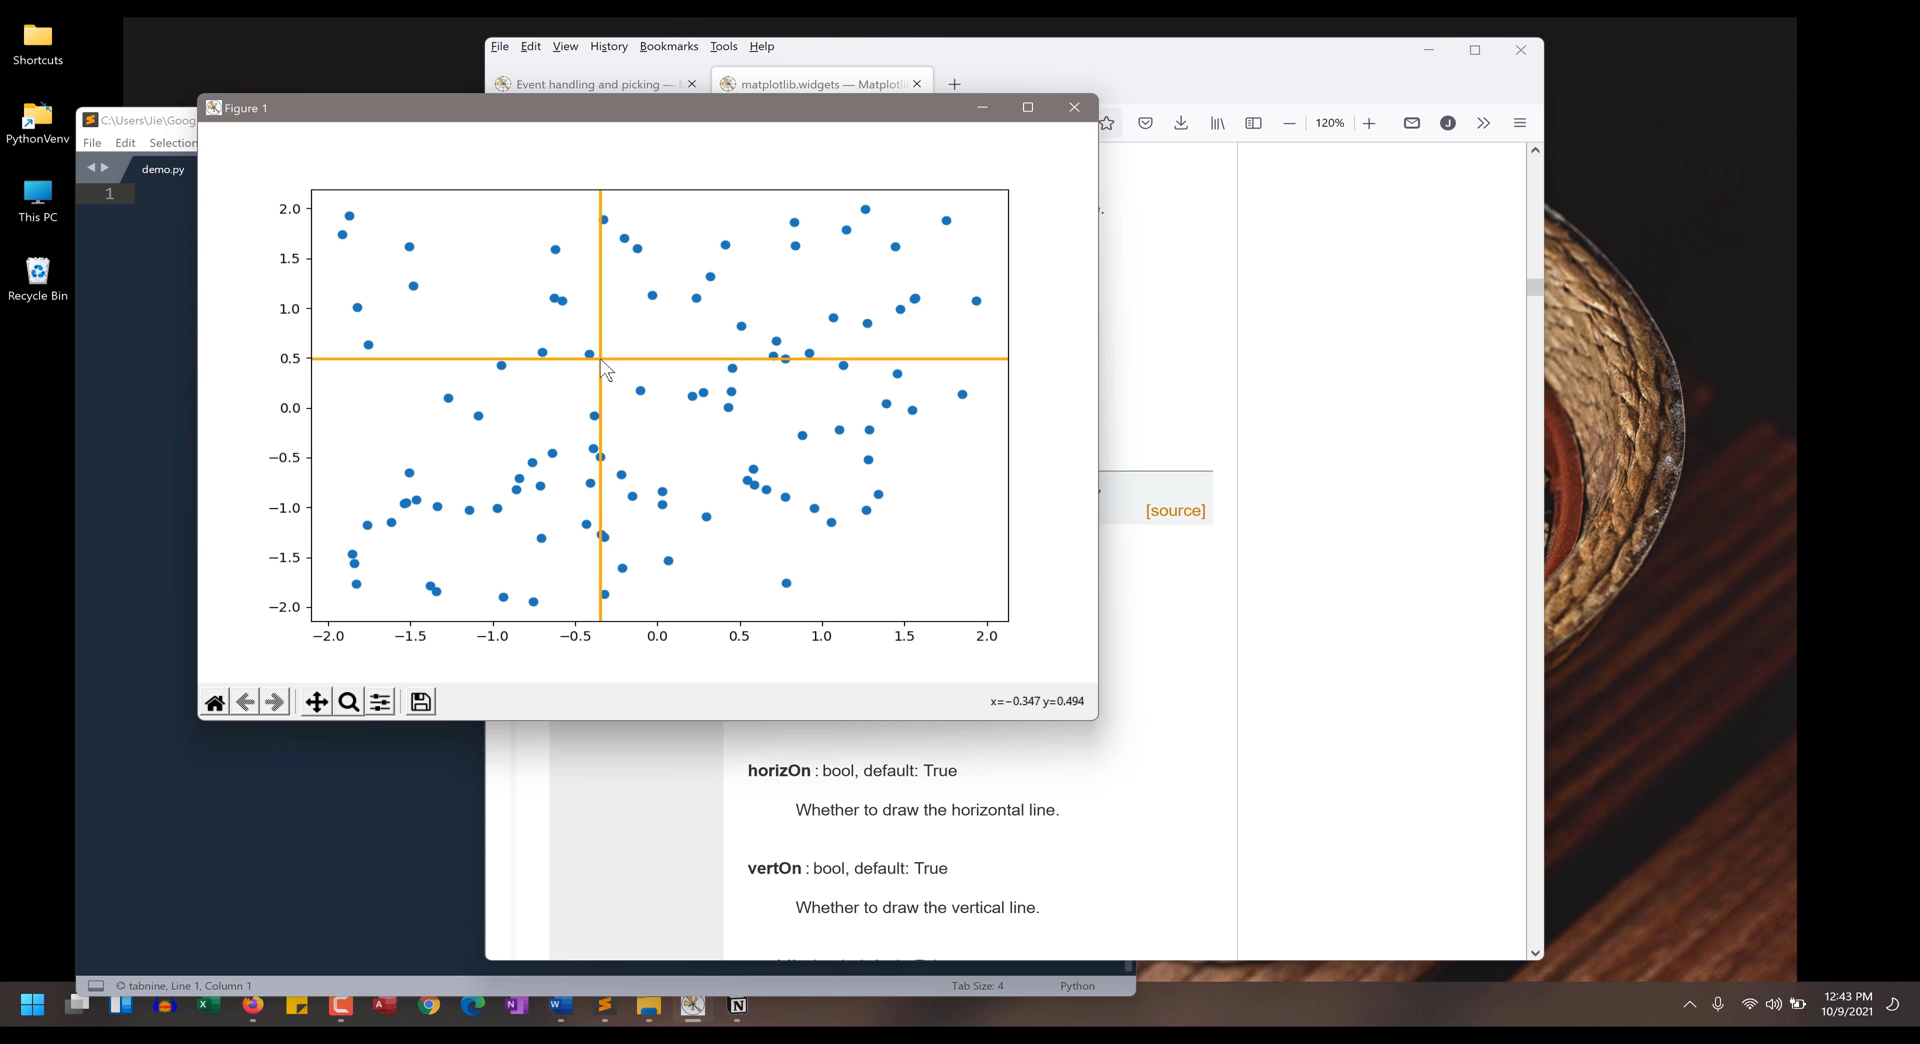 Shortcuts
PythonVenv
This PC
Recycle Bin
File Edit View History Bookmarks Tools Help
Event handling and picking —
matplotlib.widgets — Matplotli
120%
J
C:\Users\Jie\Goog
File Edit Selection
demo.py
1
Figure 1
2.0
1.5
1.0
0.5
0.0
−0.5
−1.0
−1.5
−2.0
−2.0 −1.5 −1.0 −0.5 0.0 0.5 1.0 1.5 2.0
x=−0.347 y=0.494
[source]
horizOn : bool, default: True
Whether to draw the horizontal line.
vertOn : bool, default: True
Whether to draw the vertical line.
tabnine, Line 1, Column 1
Tab Size: 4
Python
12:43 PM
10/9/2021